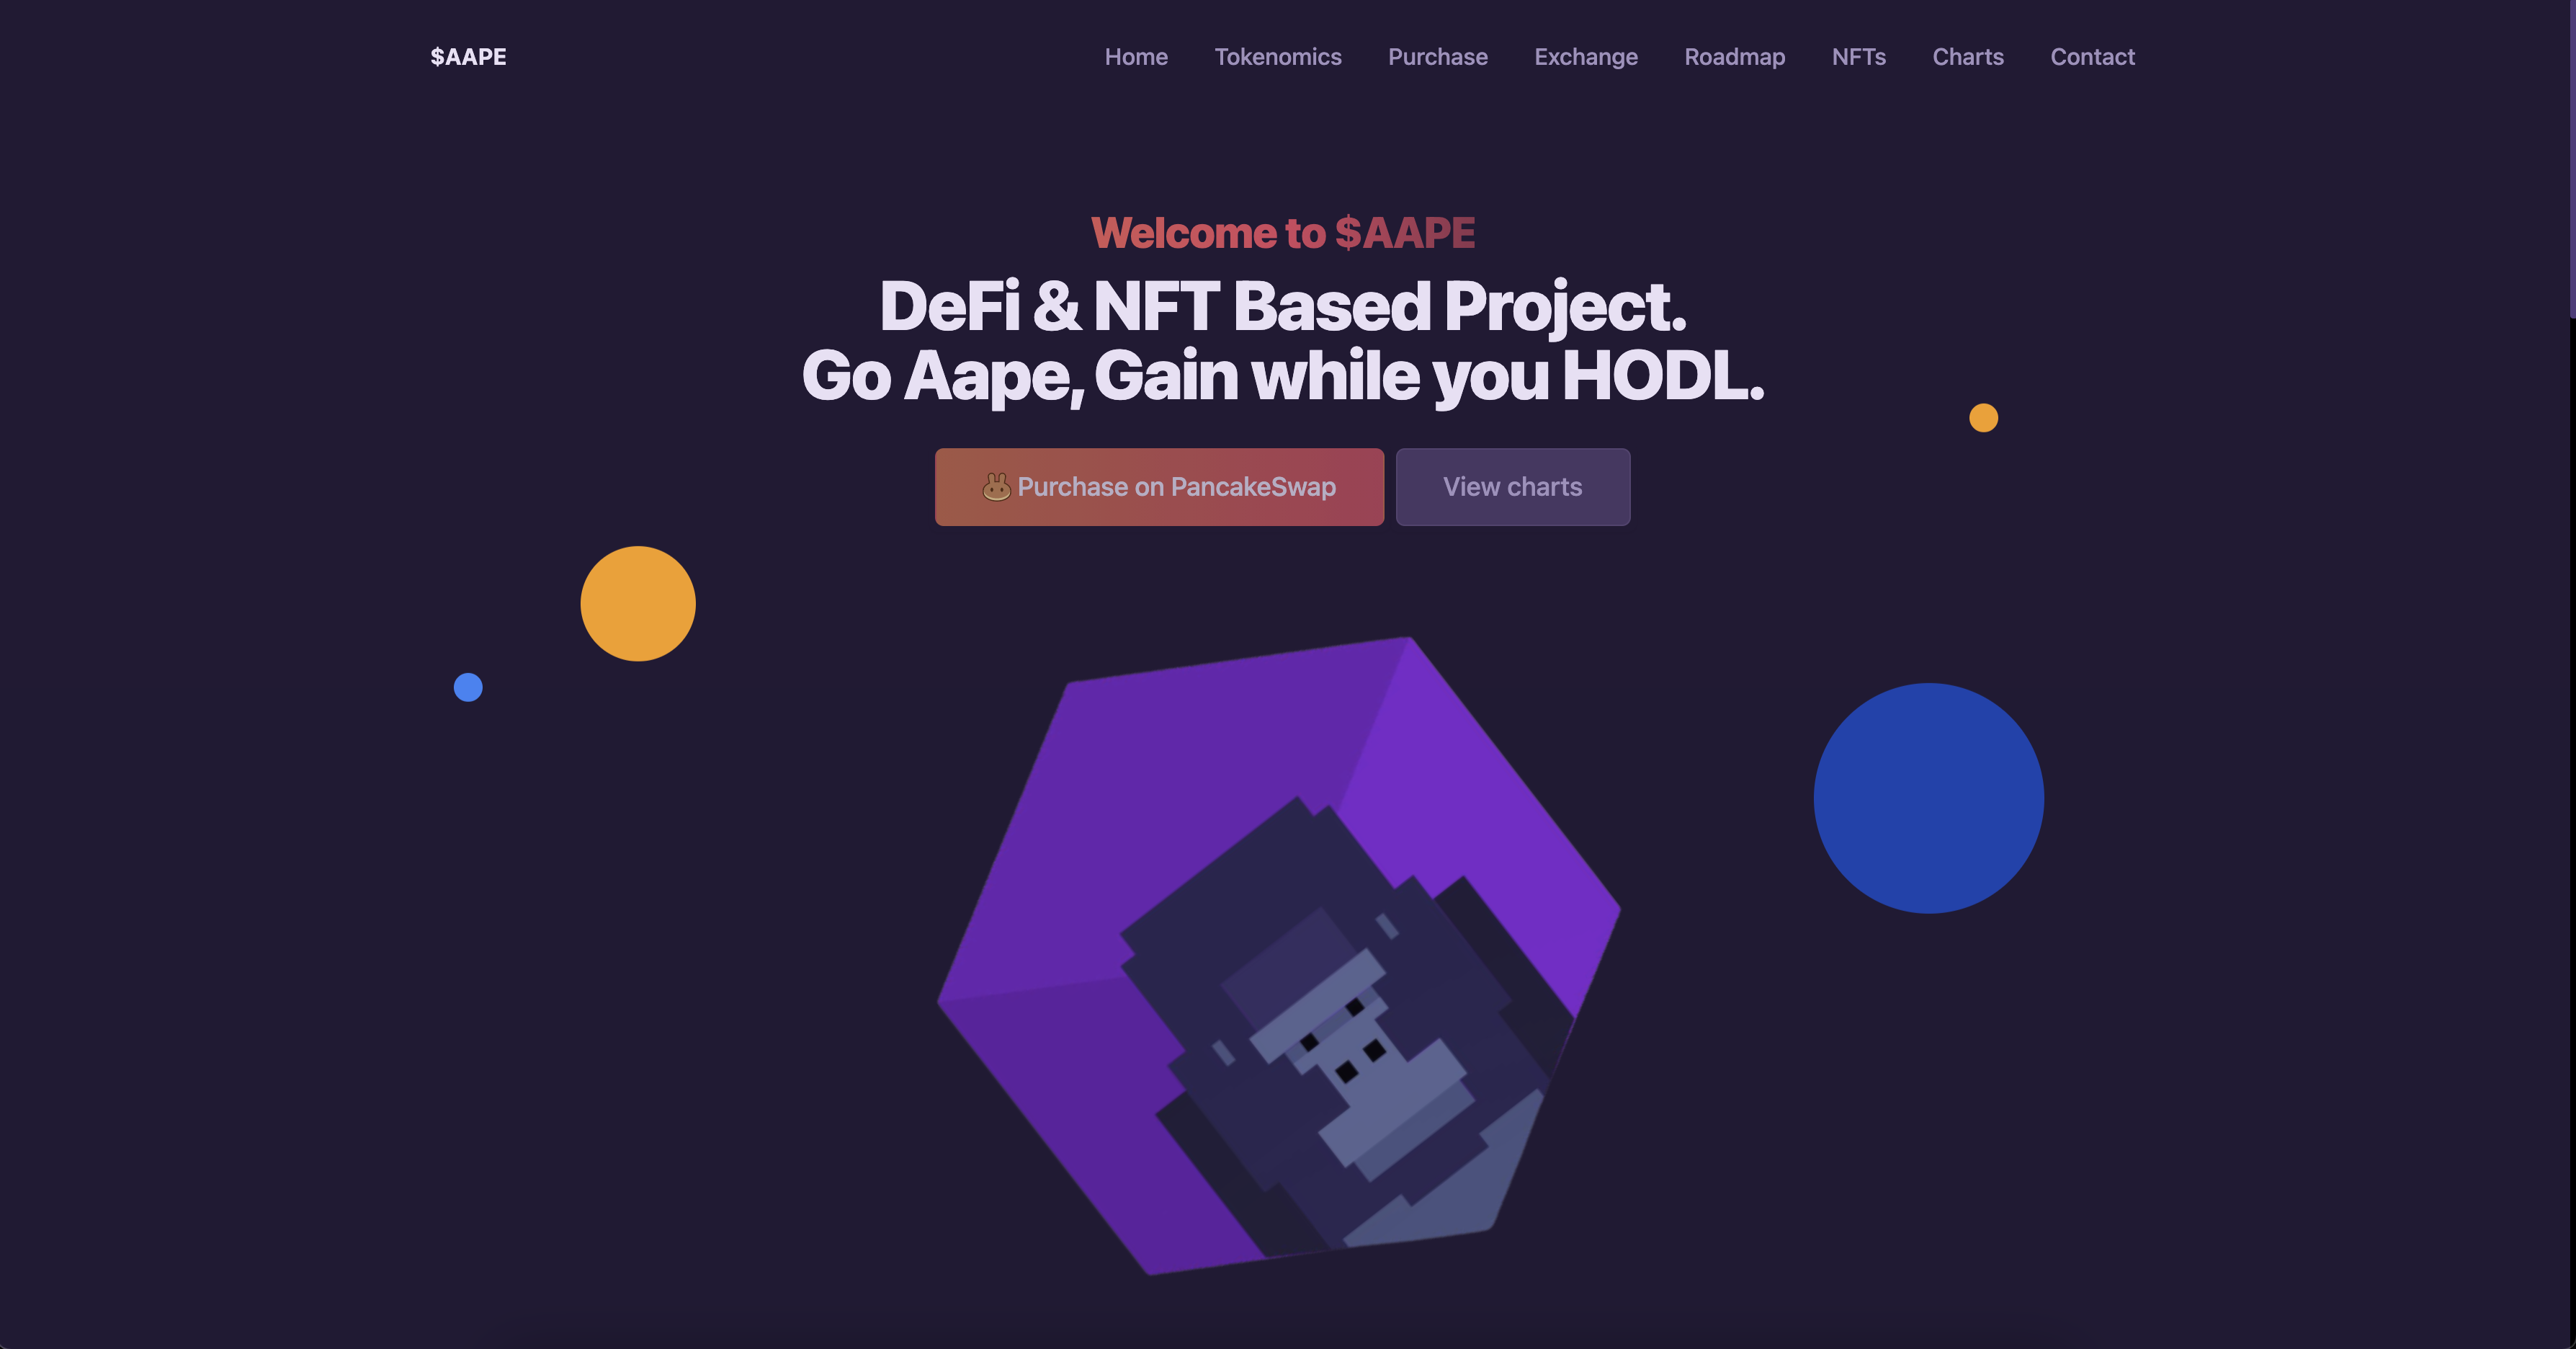 $AAPE
Home Tokenomics Purchase Exchange Roadmap NFTs Charts Contact
Welcome to $AAPE
DeFi & NFT Based Project.
Go Aape, Gain while you HODL.
Purchase on PancakeSwap
View charts